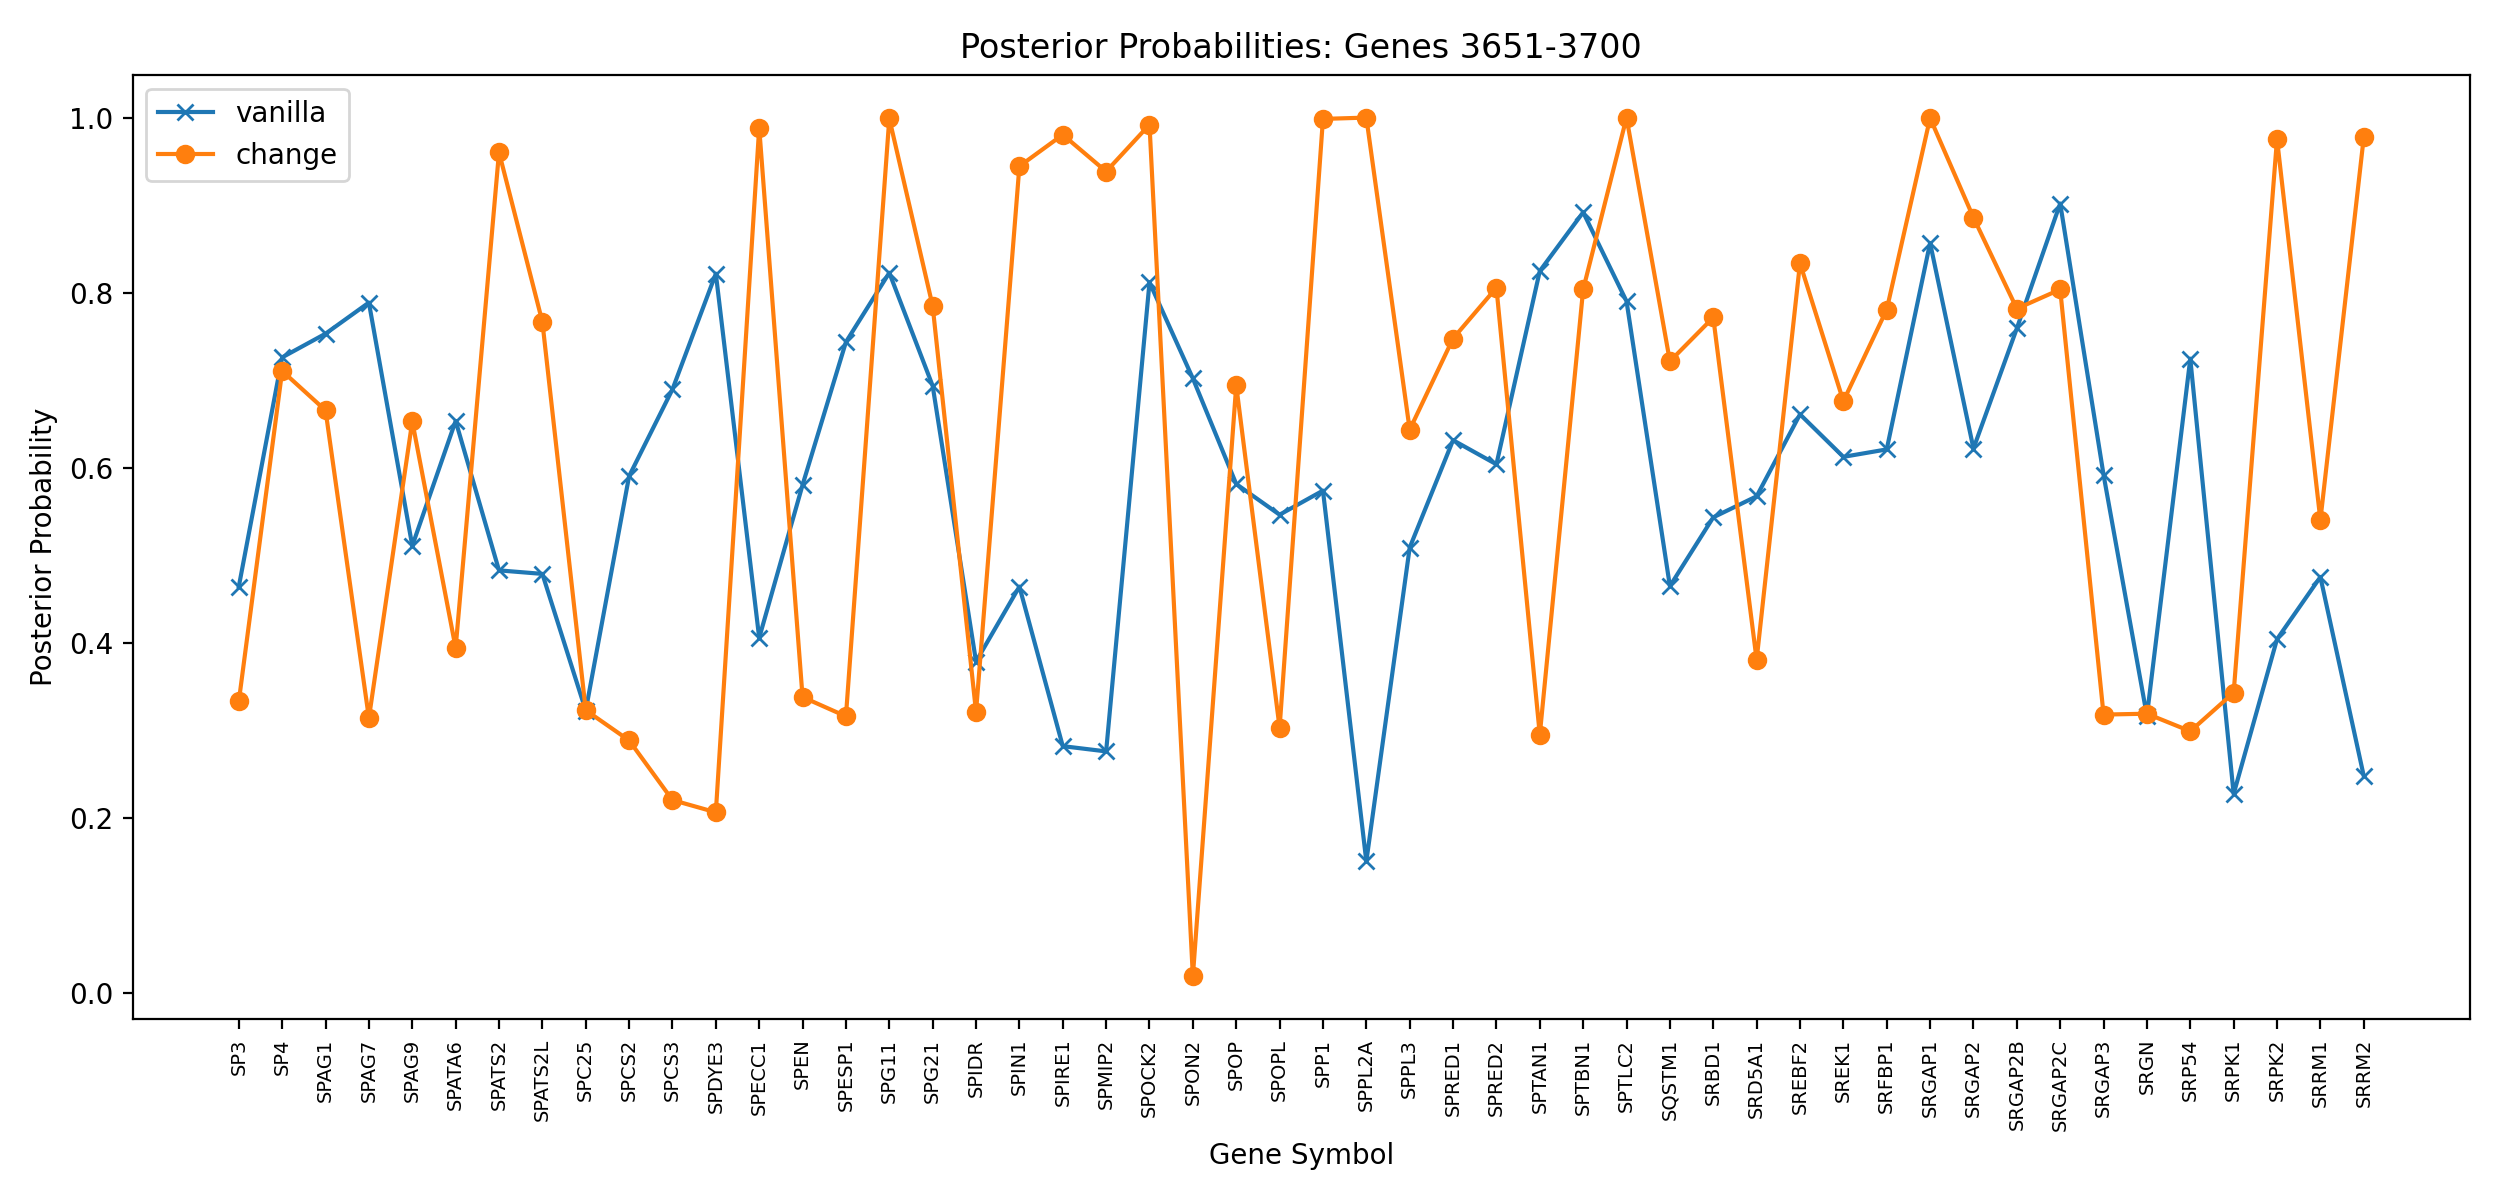 Posterior Probabilities: Genes 3651-3700
vanilla
change
1.0
0.8
0.6
0.4
0.2
0.0
Posterior Probability
SP3
SP4
SPAG1
SPAG7
SPAG9
SPATA6
SPATS2
SPATS2L
SPC25
SPCS2
SPCS3
SPDYE3
SPECC1
SPEN
SPESP1
SPG11
SPG21
SPIDR
SPIN1
SPIRE1
SPMIP2
SPOCK2
SPON2
SPOP
SPOPL
SPP1
SPPL2A
SPPL3
SPRED1
SPRED2
SPTAN1
SPTBN1
SPTLC2
SQSTM1
SRBD1
SRD5A1
SREBF2
SREK1
SRFBP1
SRGAP1
SRGAP2
SRGAP2B
SRGAP2C
SRGAP3
SRGN
SRP54
SRPK1
SRPK2
SRRM1
SRRM2
Gene Symbol